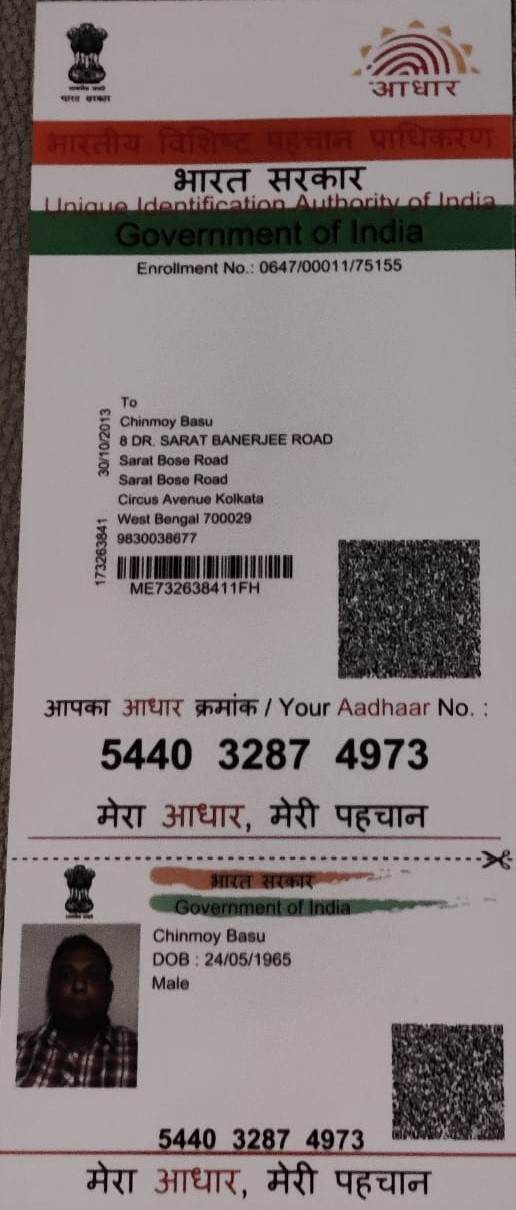 भारत सरकार
आधार
भारतीय विशिष्ट पहचान प्राधिकरण
भारत सरकार
Unique Identification Authority of India
Government of India
Enrollment No.: 0647/00011/75155
30/10/2013
To
Chinmoy Basu
8 DR. SARAT BANERJEE ROAD
Sarat Bose Road
Sarat Bose Road
Circus Avenue Kolkata
West Bengal 700029
9830038677
173263841
ME732638411FH
आपका आधार क्रमांक / Your Aadhaar No. :
5440 3287 4973
मेरा आधार, मेरी पहचान
भारत सरकार
Government of India
Chinmoy Basu
DOB : 24/05/1965
Male
5440 3287 4973
मेरा आधार, मेरी पहचान